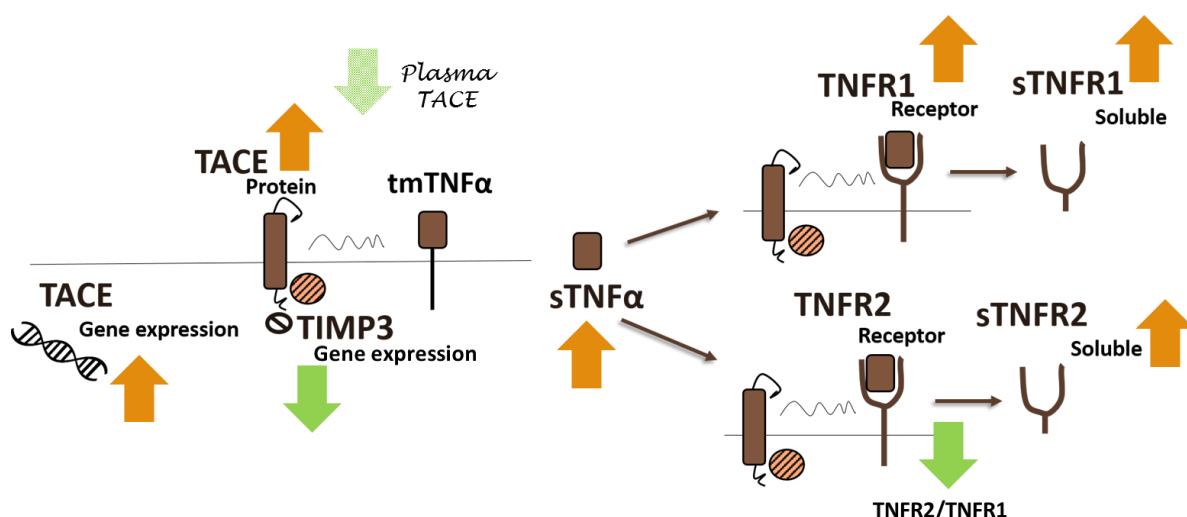 Plasma
TACE
TACE
Protein
tmTNFα
TACE
Gene expression
TIMP3
Gene expression
sTNFα
TNFR1
Receptor
sTNFR1
Soluble
TNFR2
Receptor
sTNFR2
Soluble
TNFR2/TNFR1